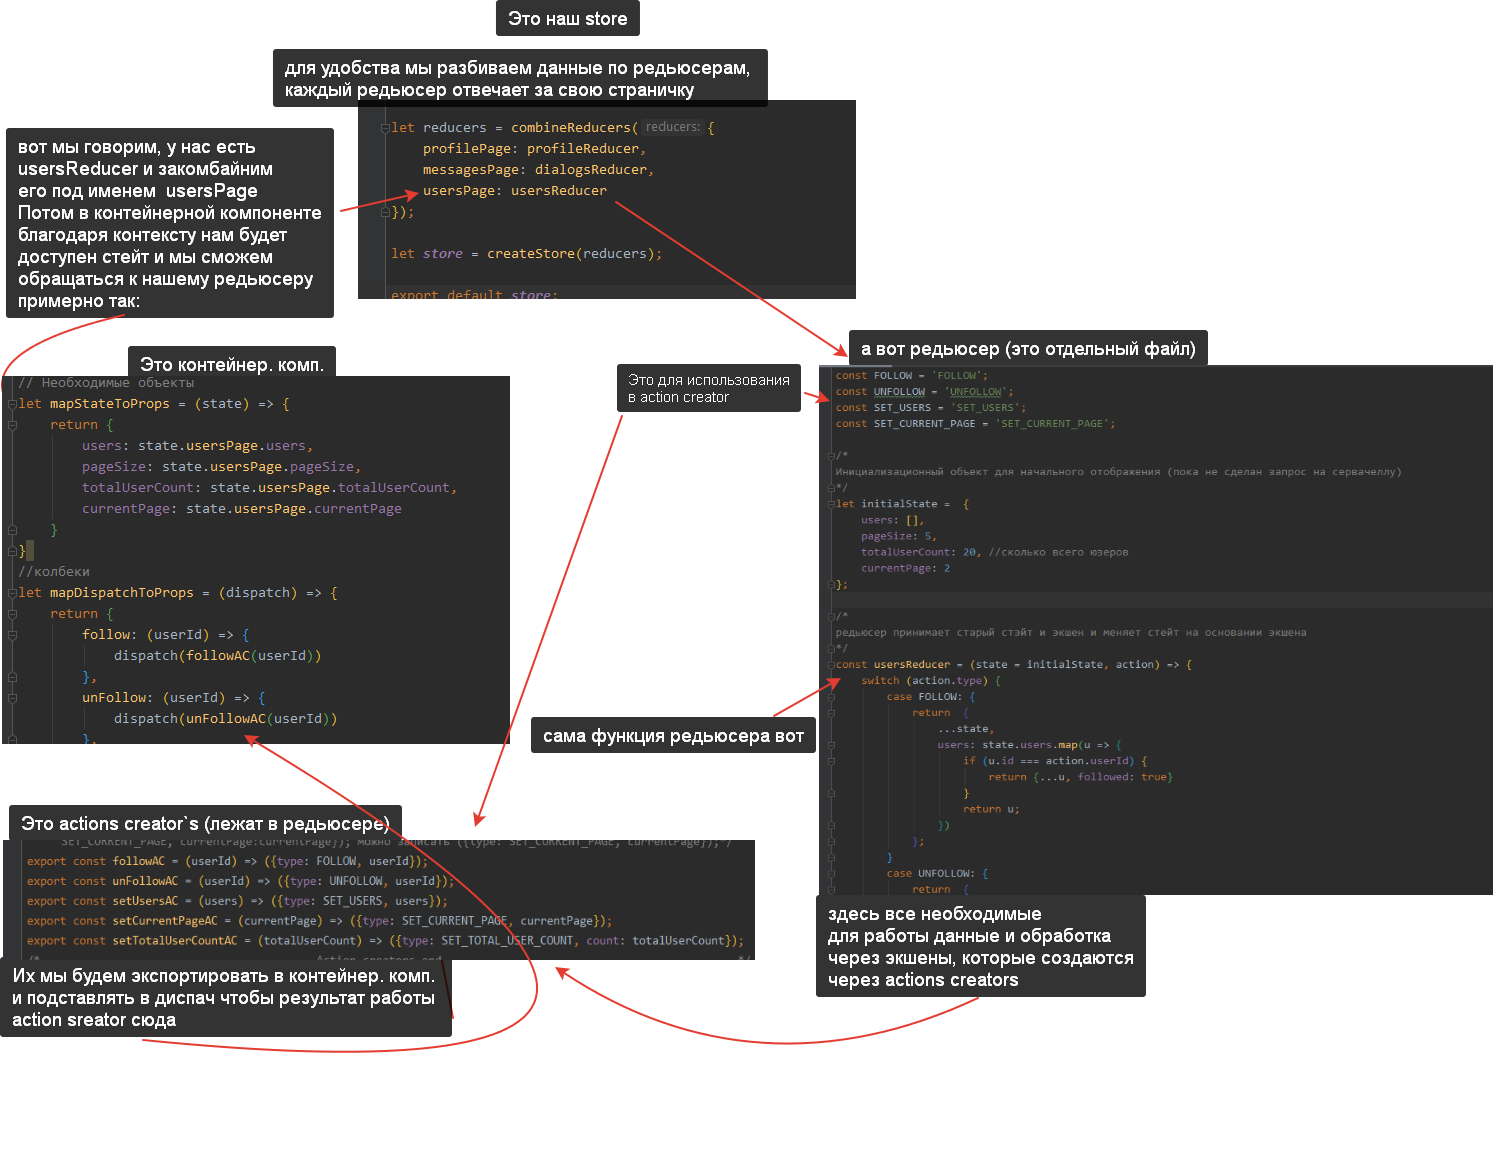 Это наш store
для удобства мы разбиваем данные по редьюсерам,
каждый редьюсер отвечает за свою страничку
let reducers = combineReducers( reducers: {
profilePage: profileReducer,
messagesPage: dialogsReducer,
usersPage: usersReducer
});
let store = createStore(reducers);
export default store;
вот мы говорим, у нас есть
usersReducer и закомбайним
его под именем usersPage
Потом в контейнерной компоненте
благодаря контексту нам будет
доступен стейт и мы сможем
обращаться к нашему редьюсеру
примерно так:
Это контейнер. комп.
// Необходимые объекты
let mapStateToProps = (state) => {
return {
users: state.usersPage.users,
pageSize: state.usersPage.pageSize,
totalUserCount: state.usersPage.totalUserCount,
currentPage: state.usersPage.currentPage
}
}
//колбеки
let mapDispatchToProps = (dispatch) => {
return {
follow: (userId) => {
dispatch(followAC(userId))
},
unFollow: (userId) => {
dispatch(unFollowAC(userId))
},
Это для использования
в action creator
а вот редьюсер (это отдельный файл)
const FOLLOW = 'FOLLOW';
const UNFOLLOW = 'UNFOLLOW';
const SET_USERS = 'SET_USERS';
const SET_CURRENT_PAGE = 'SET_CURRENT_PAGE';
/*
Инициализационный объект для начального отображения (пока не сделан запрос на сервачеллу)
*/
let initialState = {
users: [],
pageSize: 5,
totalUserCount: 20, //сколько всего юзеров
currentPage: 2
};
/*
редьюсер принимает старый стэйт и экшен и меняет стейт на основании экшена
*/
const usersReducer = (state = initialState, action) => {
switch (action.type) {
case FOLLOW: {
return {
...state,
users: state.users.map(u => {
if (u.id === action.userId) {
return {...u, followed: true}
}
return u;
})
};
}
case UNFOLLOW: {
return {
сама функция редьюсера вот
Это actions creator`s (лежат в редьюсере)
SET_CURRENT_PAGE, currentPage:currentPage}); можно записать ({type: SET_CURRENT_PAGE, currentPage});*/
export const followAC = (userId) => ({type: FOLLOW, userId});
export const unFollowAC = (userId) => ({type: UNFOLLOW, userId});
export const setUsersAC = (users) => ({type: SET_USERS, users});
export const setCurrentPageAC = (currentPage) => ({type: SET_CURRENT_PAGE, currentPage});
export const setTotalUserCountAC = (totalUserCount) => ({type: SET_TOTAL_USER_COUNT, count: totalUserCount});
/* Action creators end */
Их мы будем экспортировать в контейнер. комп.
и подставлять в диспач чтобы результат работы
action sreator сюда
здесь все необходимые
для работы данные и обработка
через экшены, которые создаются
через actions creators